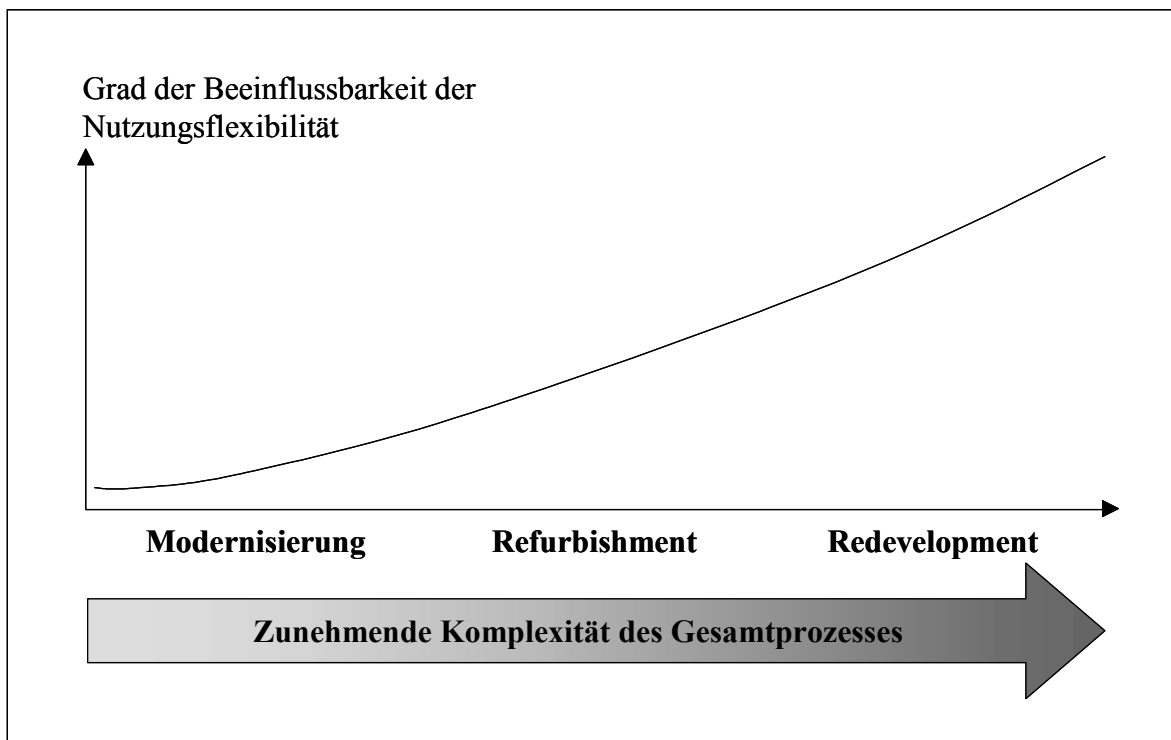 Grad der Beeinflussbarkeit der
Nutzungsflexibilität
Modernisierung Refurbishment Redevelopment
Zunehmende Komplexität des Gesamtprozesses